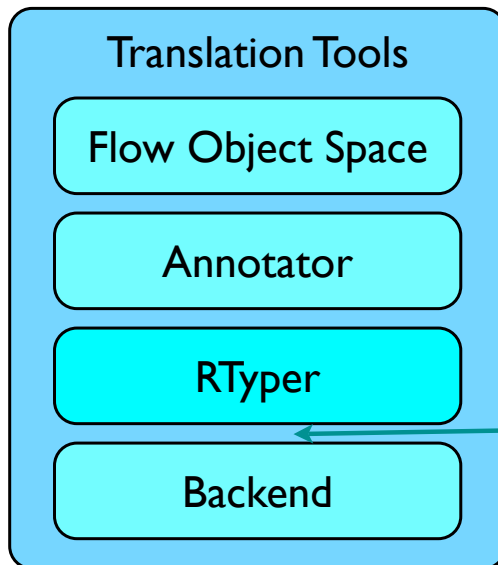 Translation Tools
Flow Object Space
Annotator
RTyper
Backend